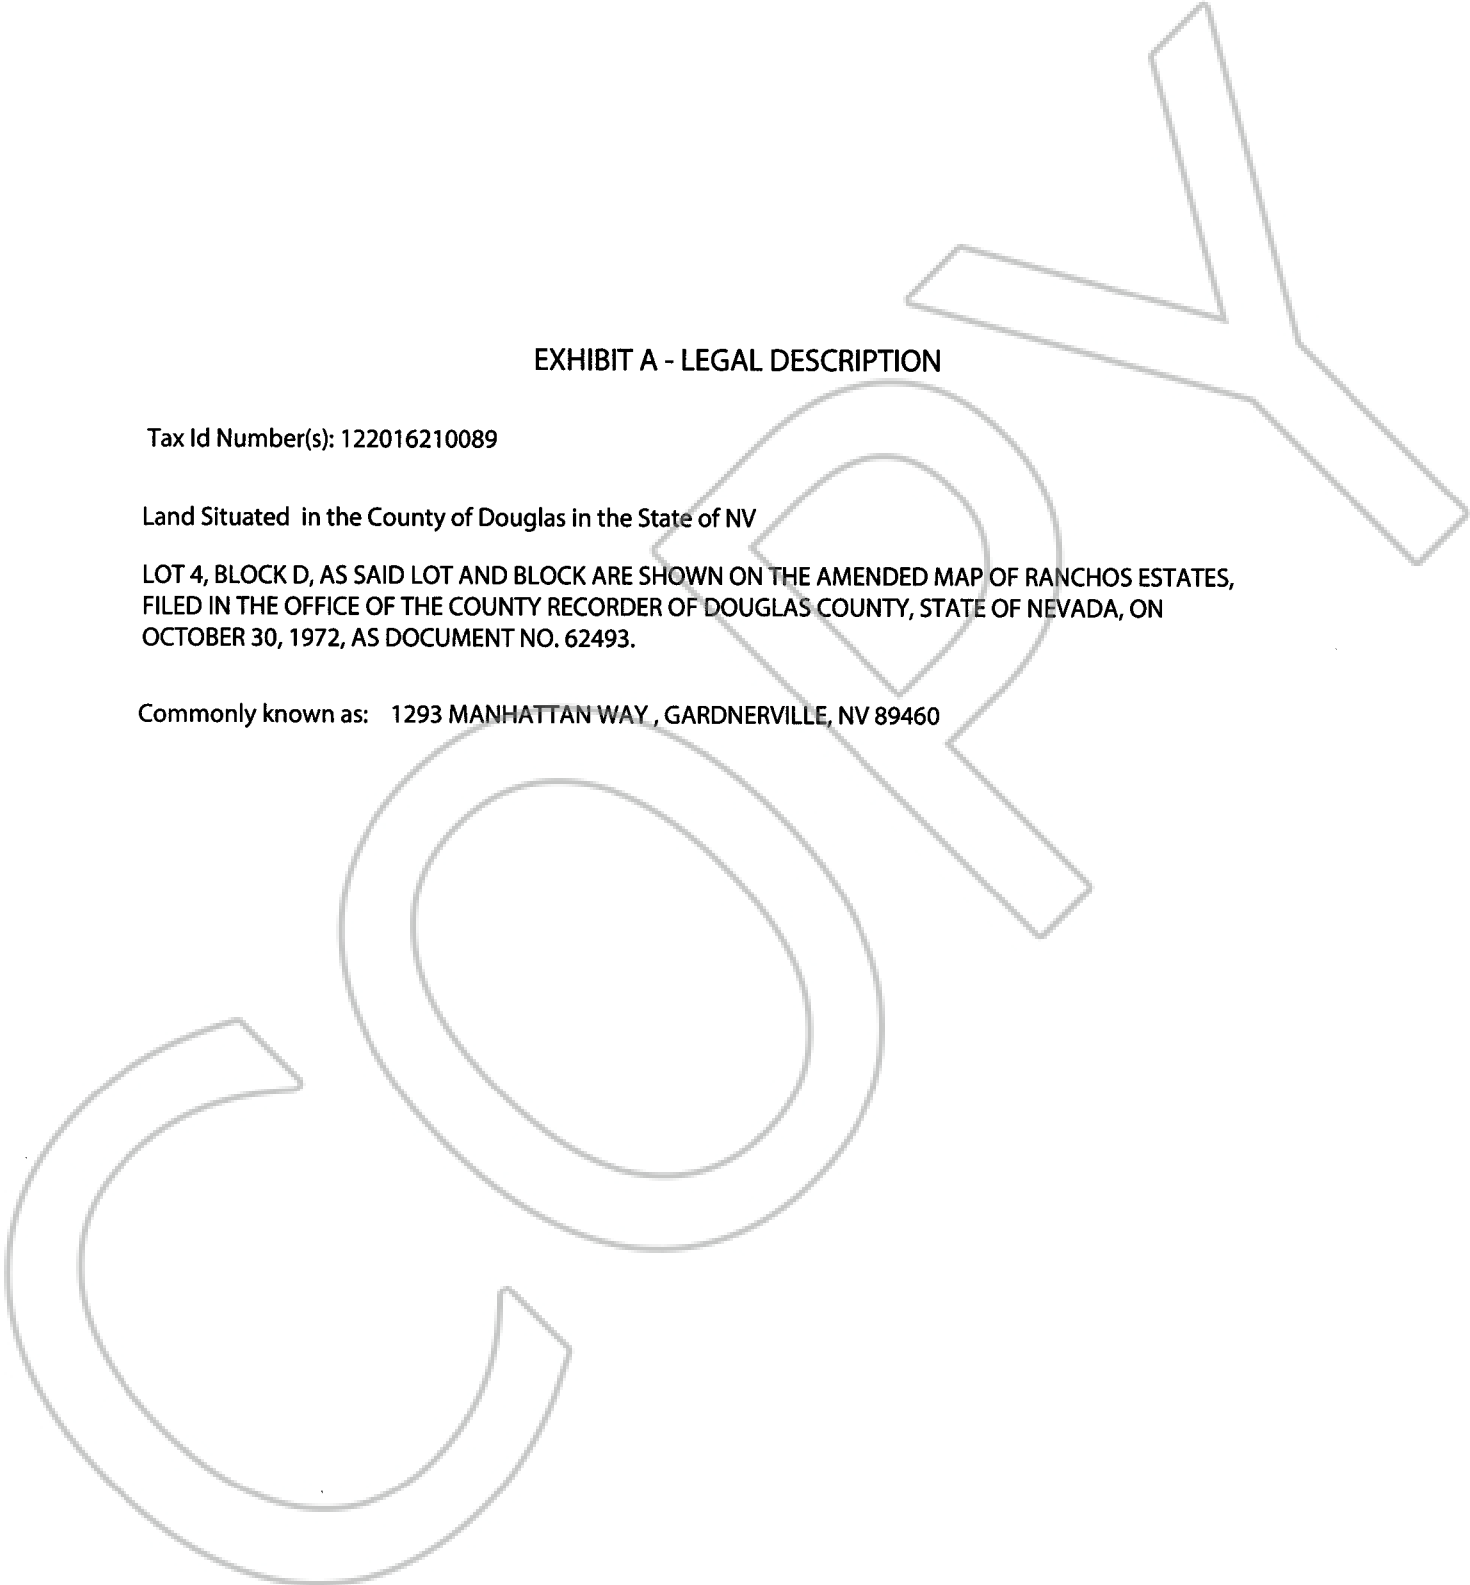 EXHIBIT A - LEGAL DESCRIPTION
Tax Id Number(s): 122016210089
Land Situated in the County of Douglas in the State of NV
LOT 4, BLOCK D, AS SAID LOT AND BLOCK ARE SHOWN ON THE AMENDED MAP OF RANCHOS ESTATES,
FILED IN THE OFFICE OF THE COUNTY RECORDER OF DOUGLAS COUNTY, STATE OF NEVADA, ON
OCTOBER 30, 1972, AS DOCUMENT NO. 62493.
Commonly known as: 1293 MANHATTAN WAY , GARDNERVILLE, NV 89460
COPY